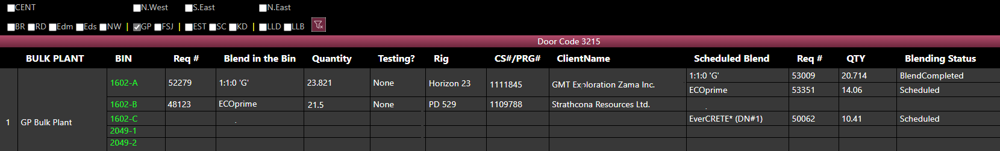 CENT N.West S.East N.East
BR RD Edm Eds NW | GP FSJ | EST SC KD | LLD LLB
Door Code 3215
BULK PLANT BIN Req # Blend in the Bin Quantity Testing? Rig CS#/PRG# ClientName Scheduled Blend Req # QTY Blending Status
1 GP Bulk Plant
1602-A 52279 1:1:0 'G' 23.821 None Horizon 23 1111845 GMT Exploration Zama Inc. 1:1:0 'G' 53009 20.714 BlendCompleted
ECOprime 53351 14.06 Scheduled
1602-B 48123 ECOprime 21.5 None PD 529 1109788 Strathcona Resources Ltd. .
1602-C . EverCRETE* (DN#1) 50062 10.41 Scheduled
2049-1
2049-2